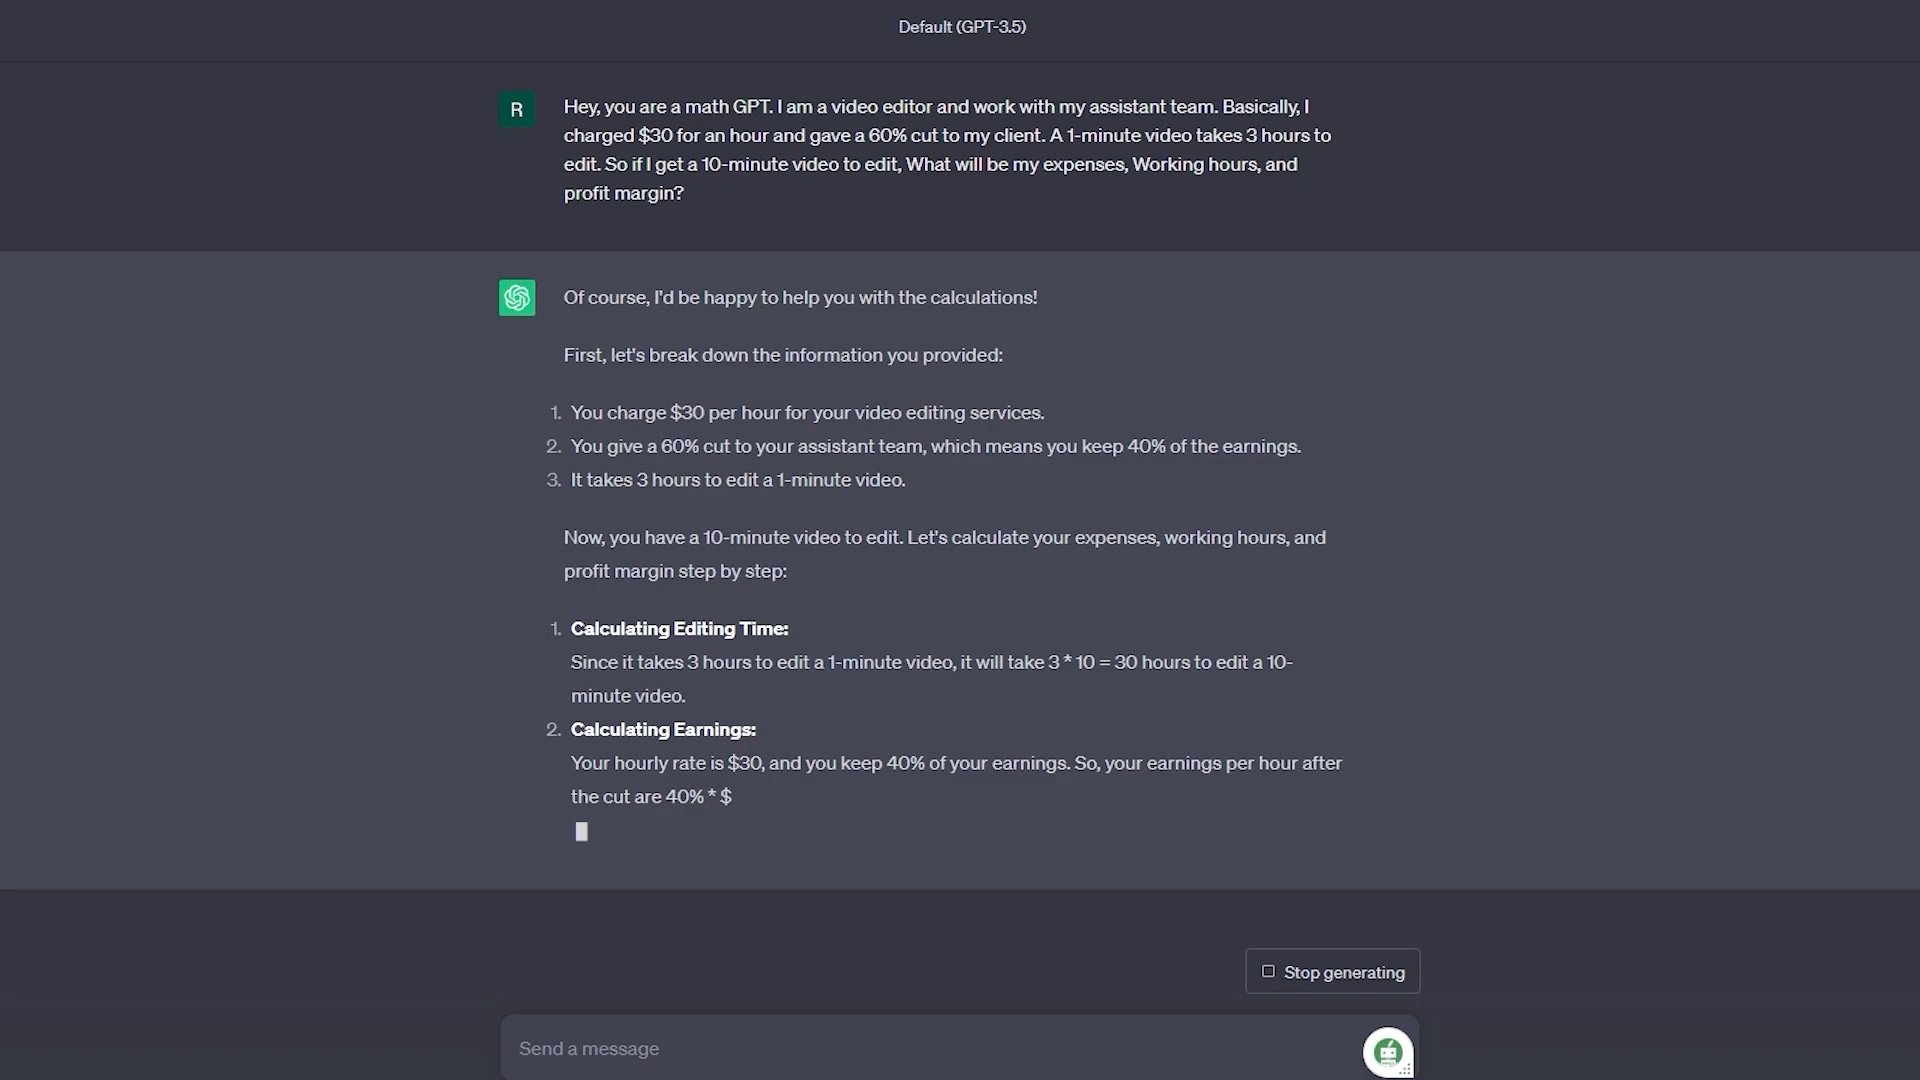 Default (GPT-3.5)
R
Hey, you are a math GPT. I am a video editor and work with my assistant team. Basically, I
charged $30 for an hour and gave a 60% cut to my client. A 1-minute video takes 3 hours to
edit. So if I get a 10-minute video to edit, What will be my expenses, Working hours, and
profit margin?
Of course, I'd be happy to help you with the calculations!
First, let's break down the information you provided:
1. You charge $30 per hour for your video editing services.
2. You give a 60% cut to your assistant team, which means you keep 40% of the earnings.
3. It takes 3 hours to edit a 1-minute video.
Now, you have a 10-minute video to edit. Let's calculate your expenses, working hours, and
profit margin step by step:
1. Calculating Editing Time:
Since it takes 3 hours to edit a 1-minute video, it will take 3 * 10 = 30 hours to edit a 10-
minute video.
2. Calculating Earnings:
Your hourly rate is $30, and you keep 40% of your earnings. So, your earnings per hour after
the cut are 40% * $
Stop generating
Send a message